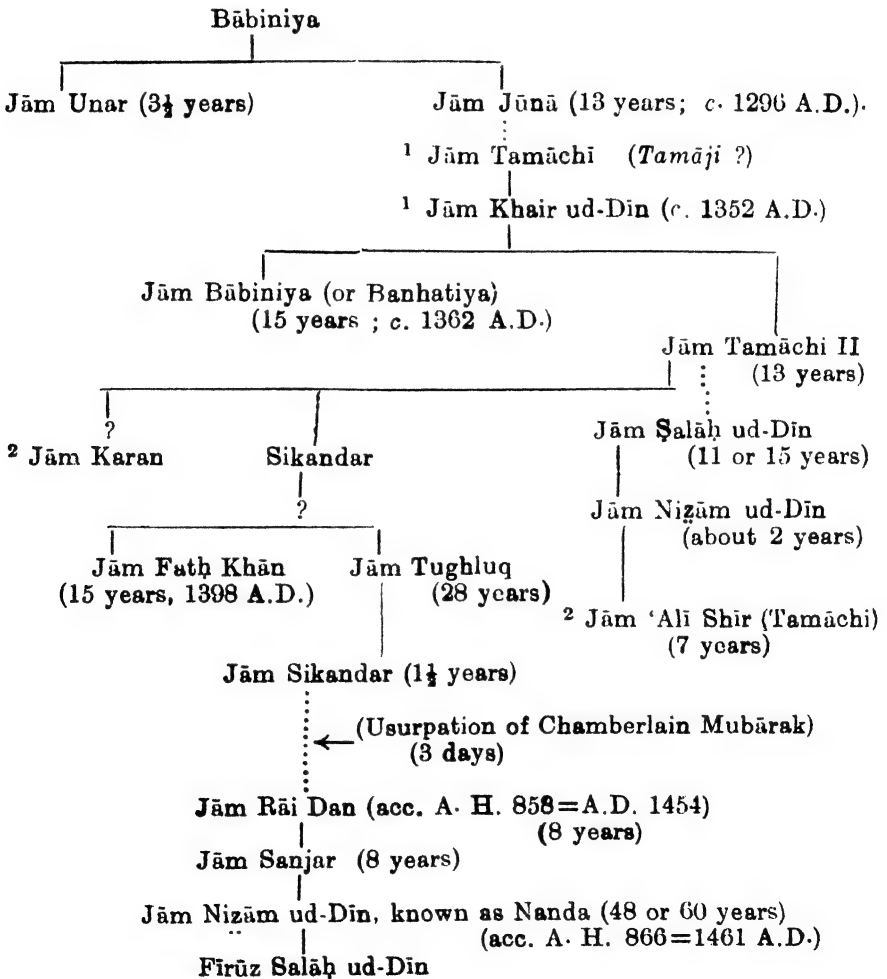 Bābiniya
Jām Unar (3½ years)
Jām Jūnā (13 years; c. 1296 A.D.).
¹ Jām Tamāchī (Tamāji ?)
¹ Jām Khair ud-Dīn (c. 1352 A.D.)
Jām Bābiniya (or Banhatiya)
(15 years ; c. 1362 A.D.)
Jām Tamāchi II
(13 years)
?
² Jām Karan
Sikandar
?
Jām Ṣalāḥ ud-Dīn
(11 or 15 years)
Jām Niẓām ud-Dīn
(about 2 years)
Jām Fatḥ Khān
(15 years, 1398 A.D.)
Jām Tughluq
(28 years)
² Jām ‘Alī Shīr (Tamāchi)
(7 years)
Jām Sikandar (1½ years)
(Usurpation of Chamberlain Mubārak)
(3 days)
Jām Rāi Dan (acc. A. H. 858=A.D. 1454)
(8 years)
Jām Sanjar (8 years)
Jām Niẓām ud-Dīn, known as Nanda (48 or 60 years)
(acc. A. H. 866=1461 A.D.)
Fīrūz Salāḥ ud-Dīn